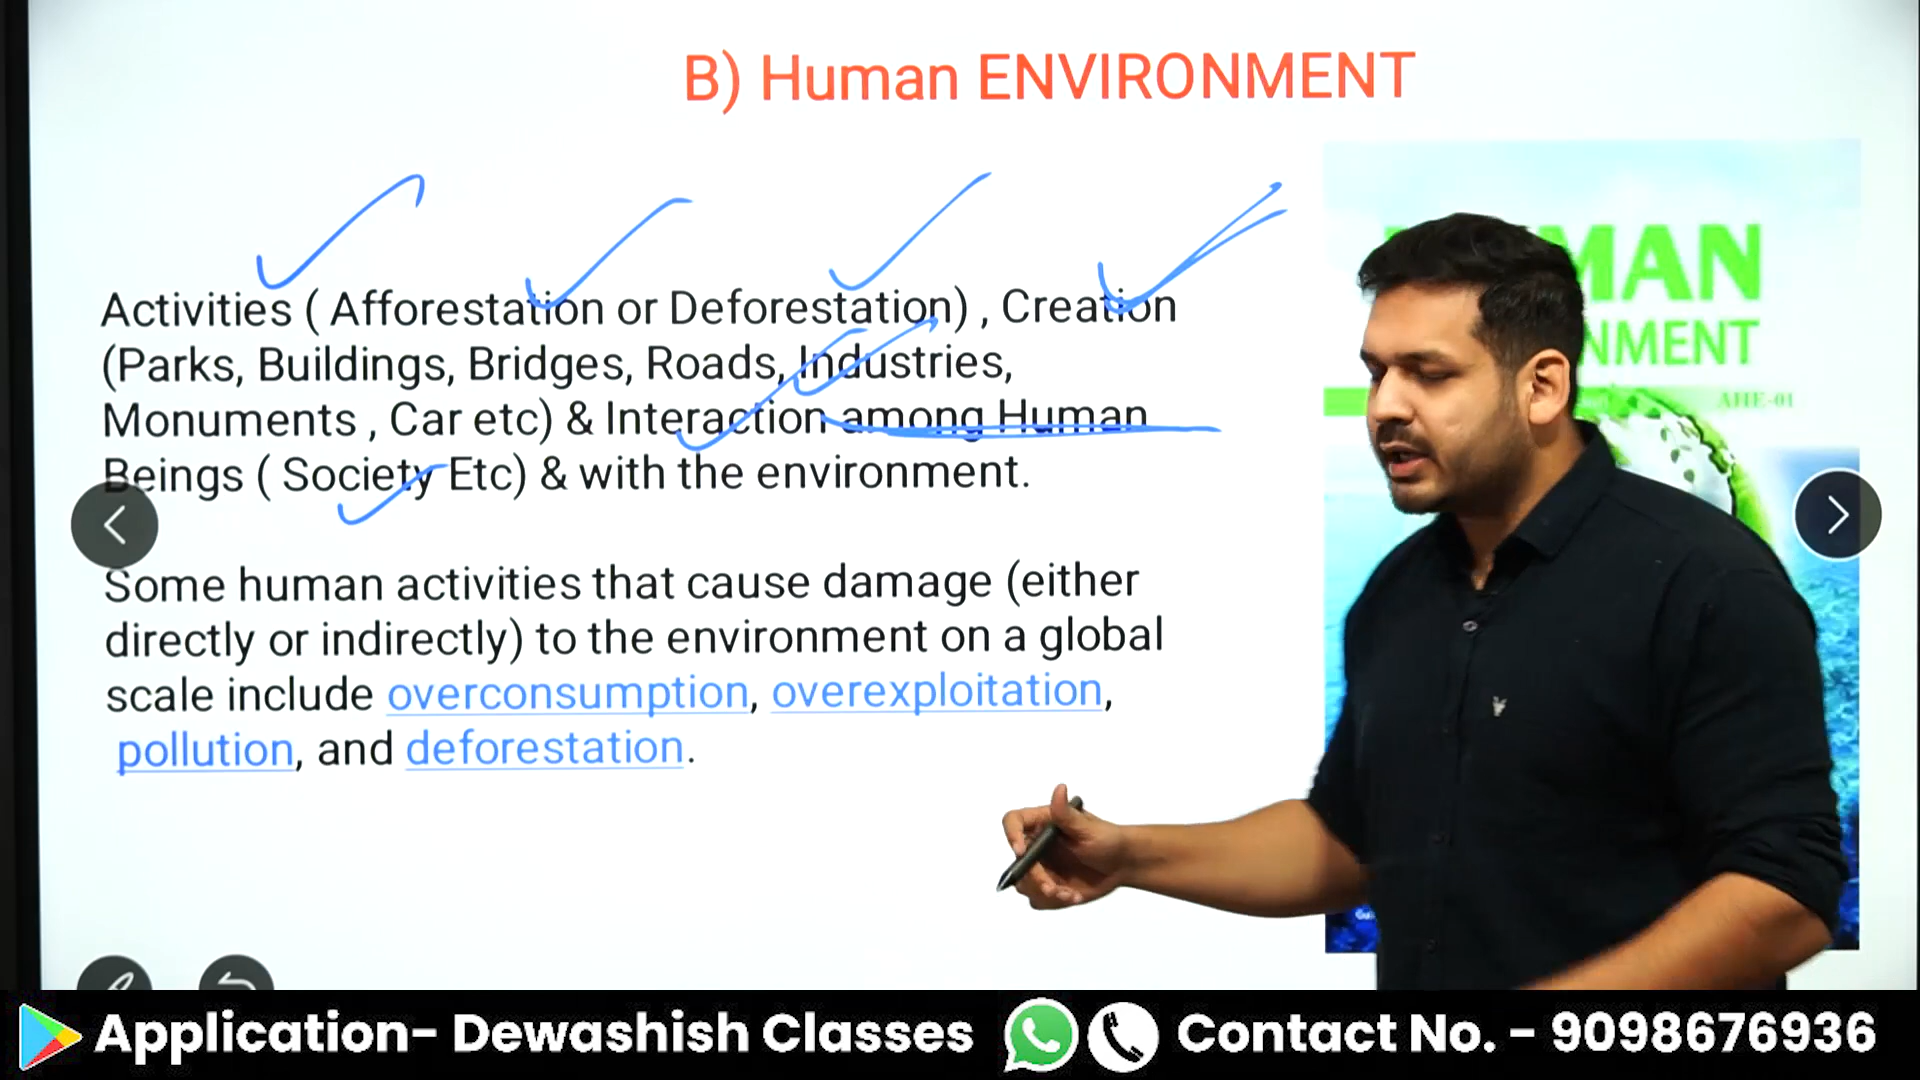 B) Human ENVIRONMENT
Activities ( Afforestation or Deforestation) , Creation
(Parks, Buildings, Bridges, Roads, Industries,
Monuments , Car etc) & Interaction among Human
Beings ( Society Etc) & with the environment.
Some human activities that cause damage (either
directly or indirectly) to the environment on a global
scale include overconsumption, overexploitation,
pollution, and deforestation.
MAN
NMENT
AHE-01
Application- Dewashish Classes
Contact No. - 9098676936